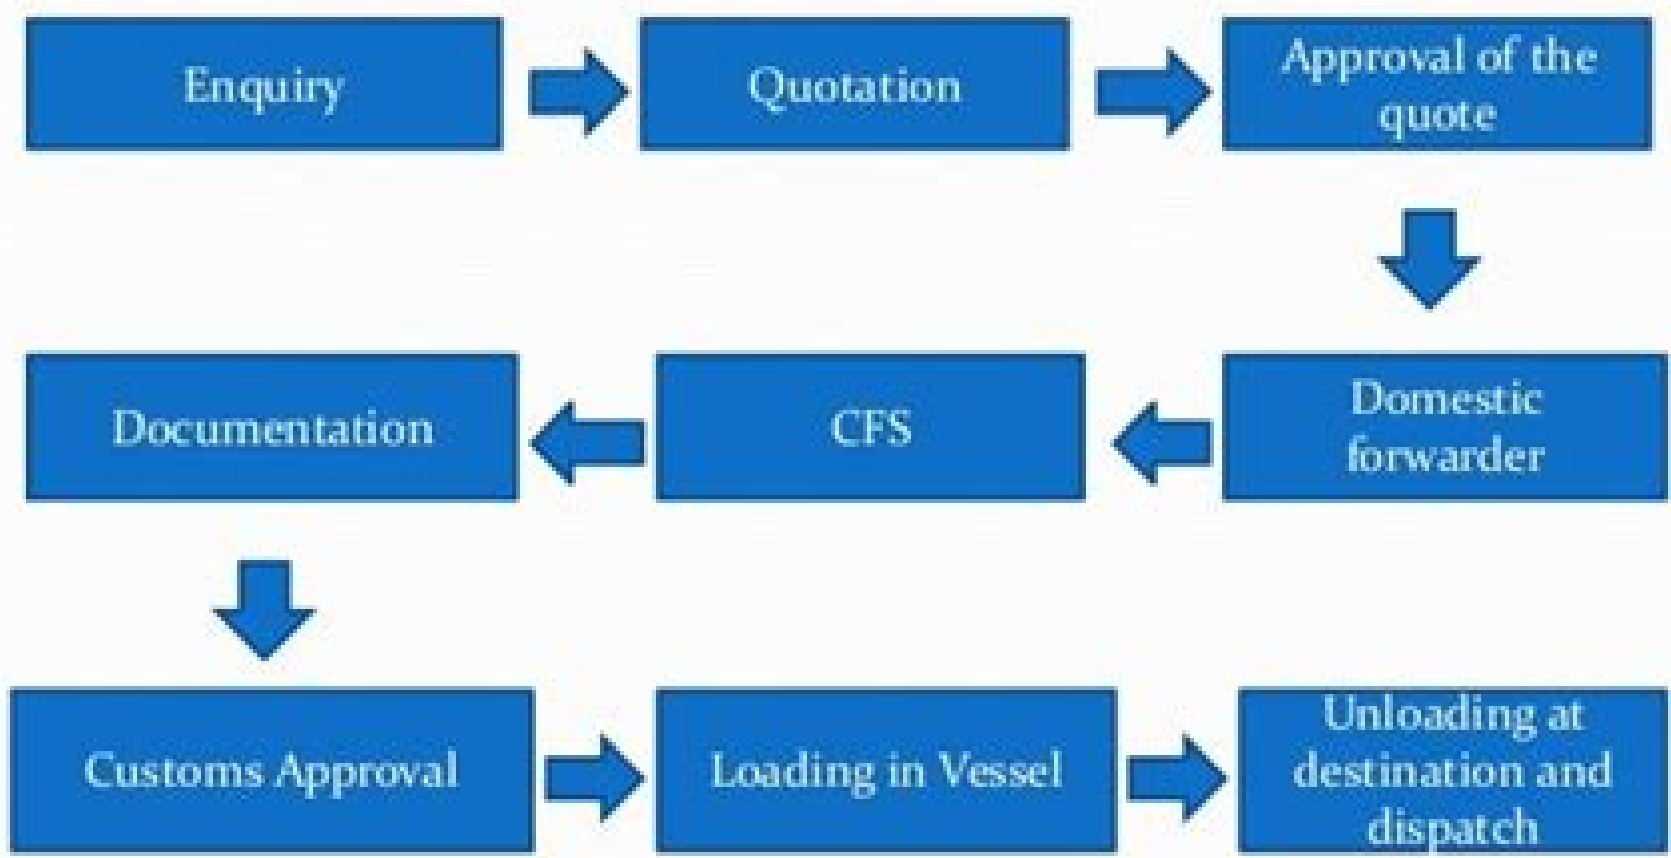 Enquiry
Quotation
Approval of the
quote
Domestic
forwarder
CFS
Documentation
Customs Approval
Loading in Vessel
Unloading at
destination and
dispatch